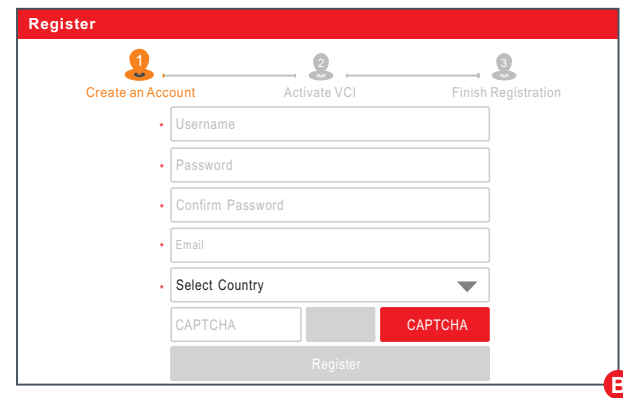 Register
1 2 3
Create an Account Activate VCI Finish Registration
* Username
* Password
* Confirm Password
* Email
* Select Country
CAPTCHA CAPTCHA
Register
B